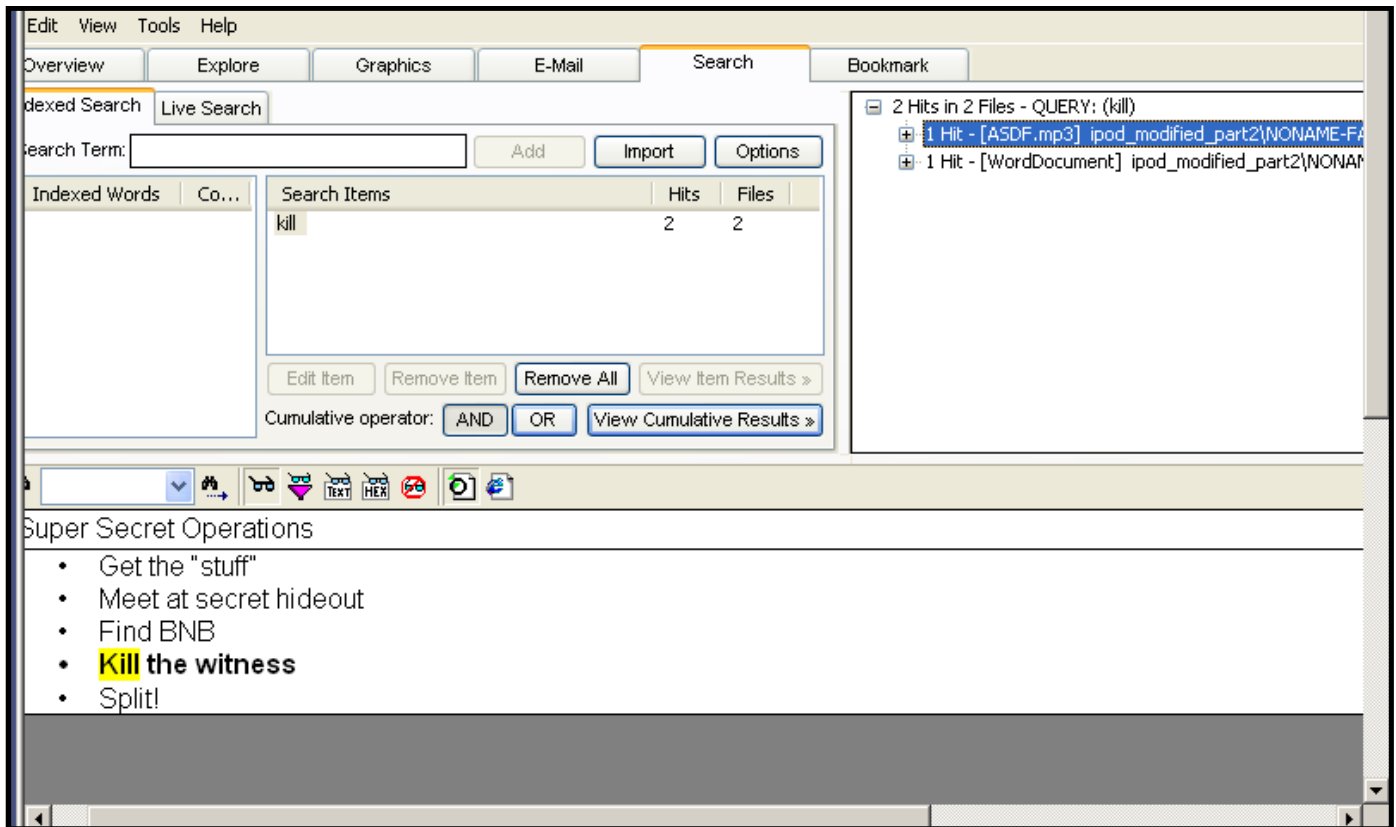 Edit View Tools Help
Overview Explore Graphics E-Mail Search Bookmark
dexed Search Live Search
Search Term: Add Import Options
Indexed Words Co... Search Items Hits Files
kill 2 2
Edit Item Remove Item Remove All View Item Results »
Cumulative operator: AND OR View Cumulative Results »
2 Hits in 2 Files - QUERY: (kill)
1 Hit - [ASDF.mp3] ipod_modified_part2\NONAME-FA
1 Hit - [WordDocument] ipod_modified_part2\NONAM
TEXT HEX
Super Secret Operations
• Get the "stuff"
• Meet at secret hideout
• Find BNB
• Kill the witness
• Split!